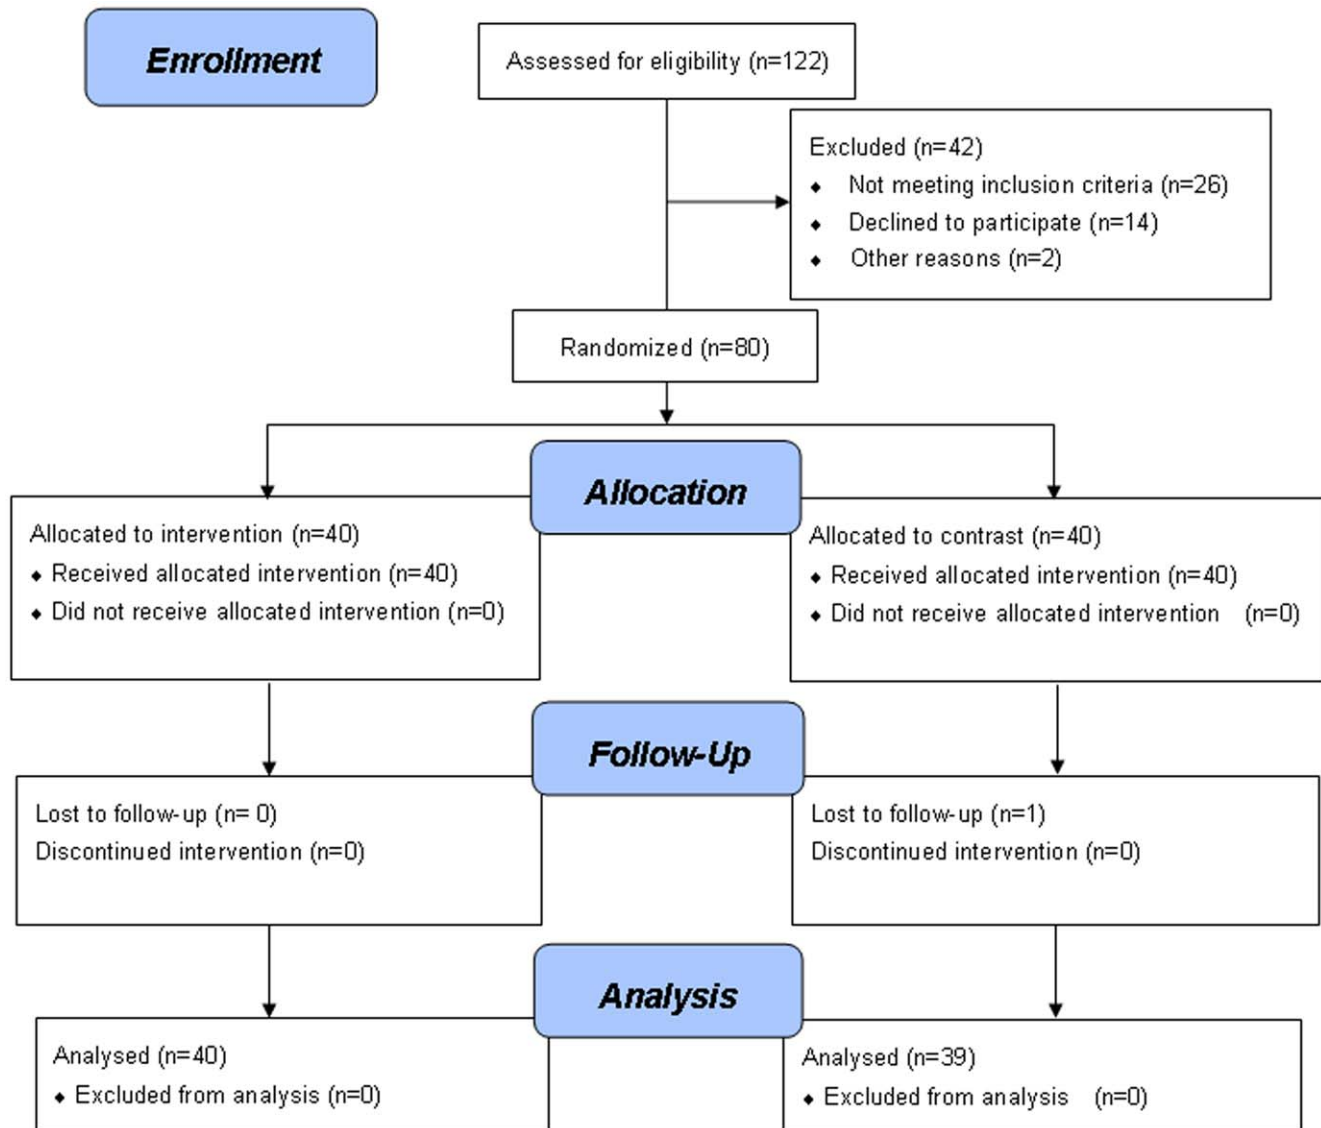 Enrollment
Assessed for eligibility (n=122)
Excluded (n=42)
♦ Not meeting inclusion criteria (n=26)
♦ Declined to participate (n=14)
♦ Other reasons (n=2)
Randomized (n=80)
Allocation
Allocated to intervention (n=40)
♦ Received allocated intervention (n=40)
♦ Did not receive allocated intervention (n=0)
Allocated to contrast (n=40)
♦ Received allocated intervention (n=40)
♦ Did not receive allocated intervention (n=0)
Follow-Up
Lost to follow-up (n= 0)
Discontinued intervention (n=0)
Lost to follow-up (n=1)
Discontinued intervention (n=0)
Analysis
Analysed (n=40)
♦ Excluded from analysis (n=0)
Analysed (n=39)
♦ Excluded from analysis (n=0)